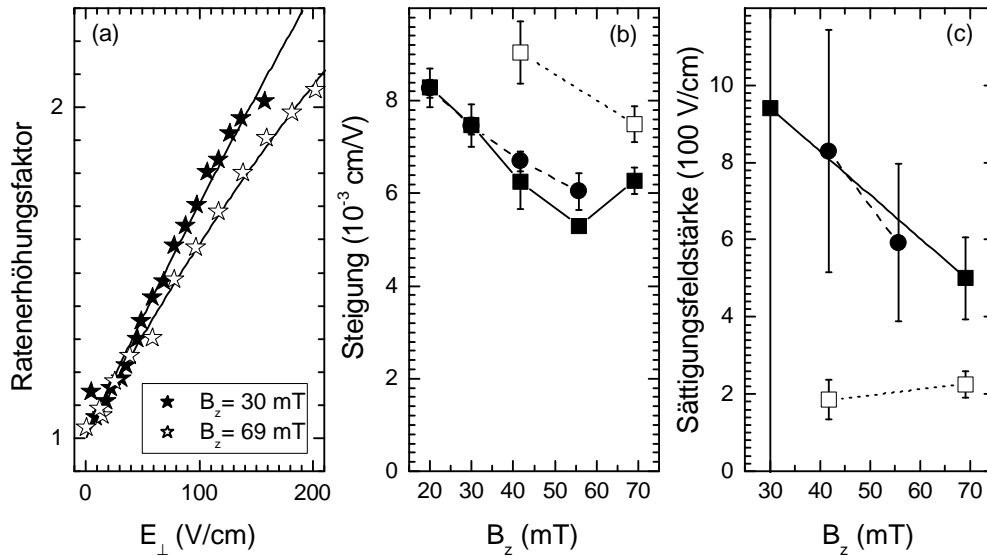 (a)
(b)
(c)
Ratenerhöhungsfaktor
2
1
0
100
200
E⊥ (V/cm)
B_z= 30 mT
B_z= 69 mT
Steigung (10⁻³ cm/V)
8
6
4
2
0
20
30
40
50
60
70
B_z (mT)
Sättigungsfeldstärke (100 V/cm)
10
8
6
4
2
0
30
40
50
60
70
B_z (mT)